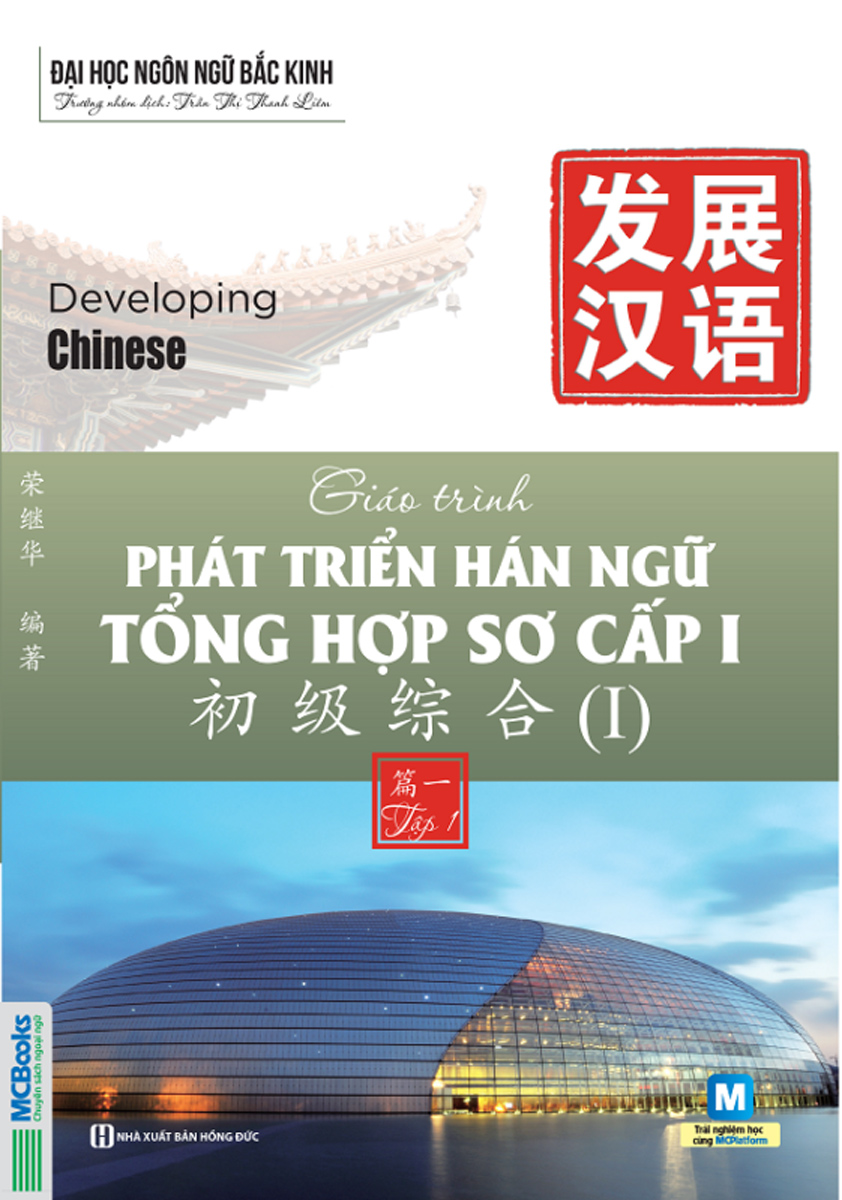 ĐẠI HỌC NGÔN NGỮ BẮC KINH
Trưởng nhóm dịch: Trần Thị Thanh Liêm
发展
汉语
Developing
Chinese
荣继华 编著
Giáo trình
PHÁT TRIỂN HÁN NGỮ
TỔNG HỢP SƠ CẤP I
初级综合(I)
篇一
Tập 1
MCBooks
Chuyên sách ngoại ngữ
NHÀ XUẤT BẢN HỒNG ĐỨC
M
Trải nghiệm học
cùng MCPlatform